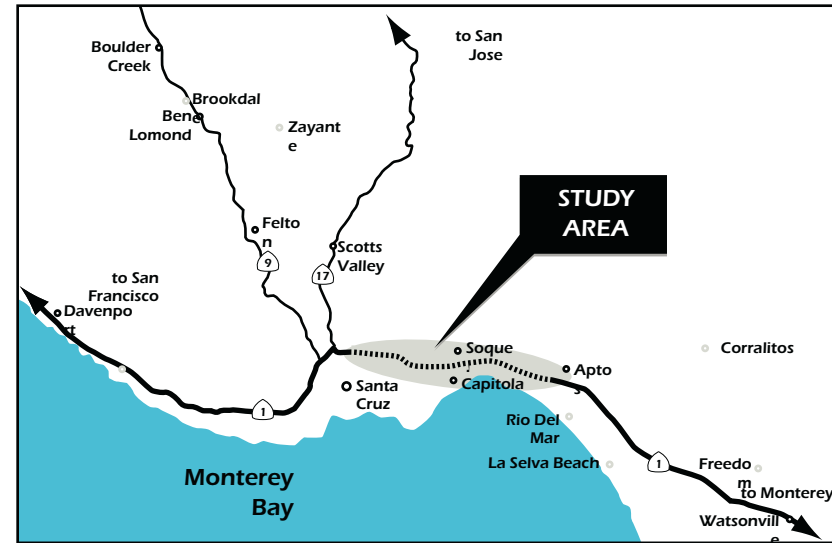 Boulder
Creek
to San
Jose
Brookdal
e
Ben
Lomond
Zayant
e
STUDY
AREA
Felto
n
9
Scotts
Valley
17
to San
Francisco
Davenpo
rt
Soque
l
Capitola
Apto
s
Corralitos
Santa
Cruz
1
Rio Del
Mar
La Selva Beach
1
Freedo
m
to Monterey
Watsonvill
e
Monterey
Bay